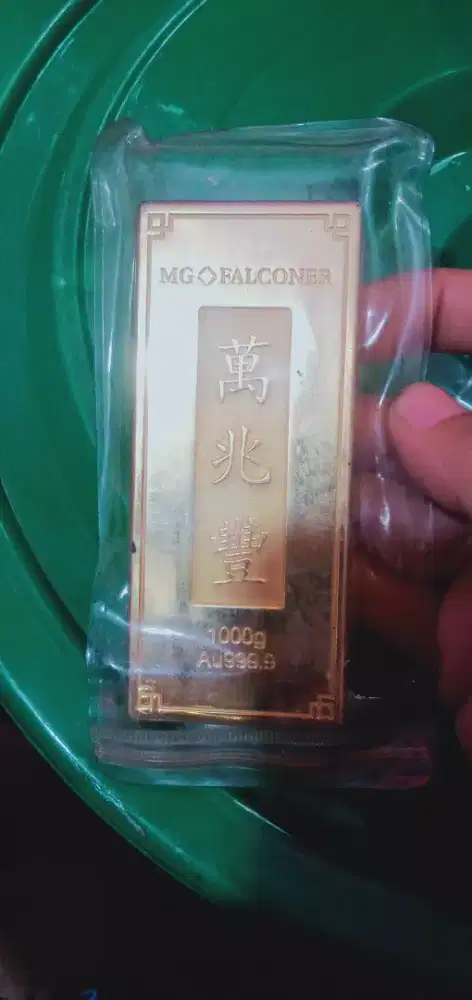 MG FALCONER
萬
兆
豐
1000g
Au999.9